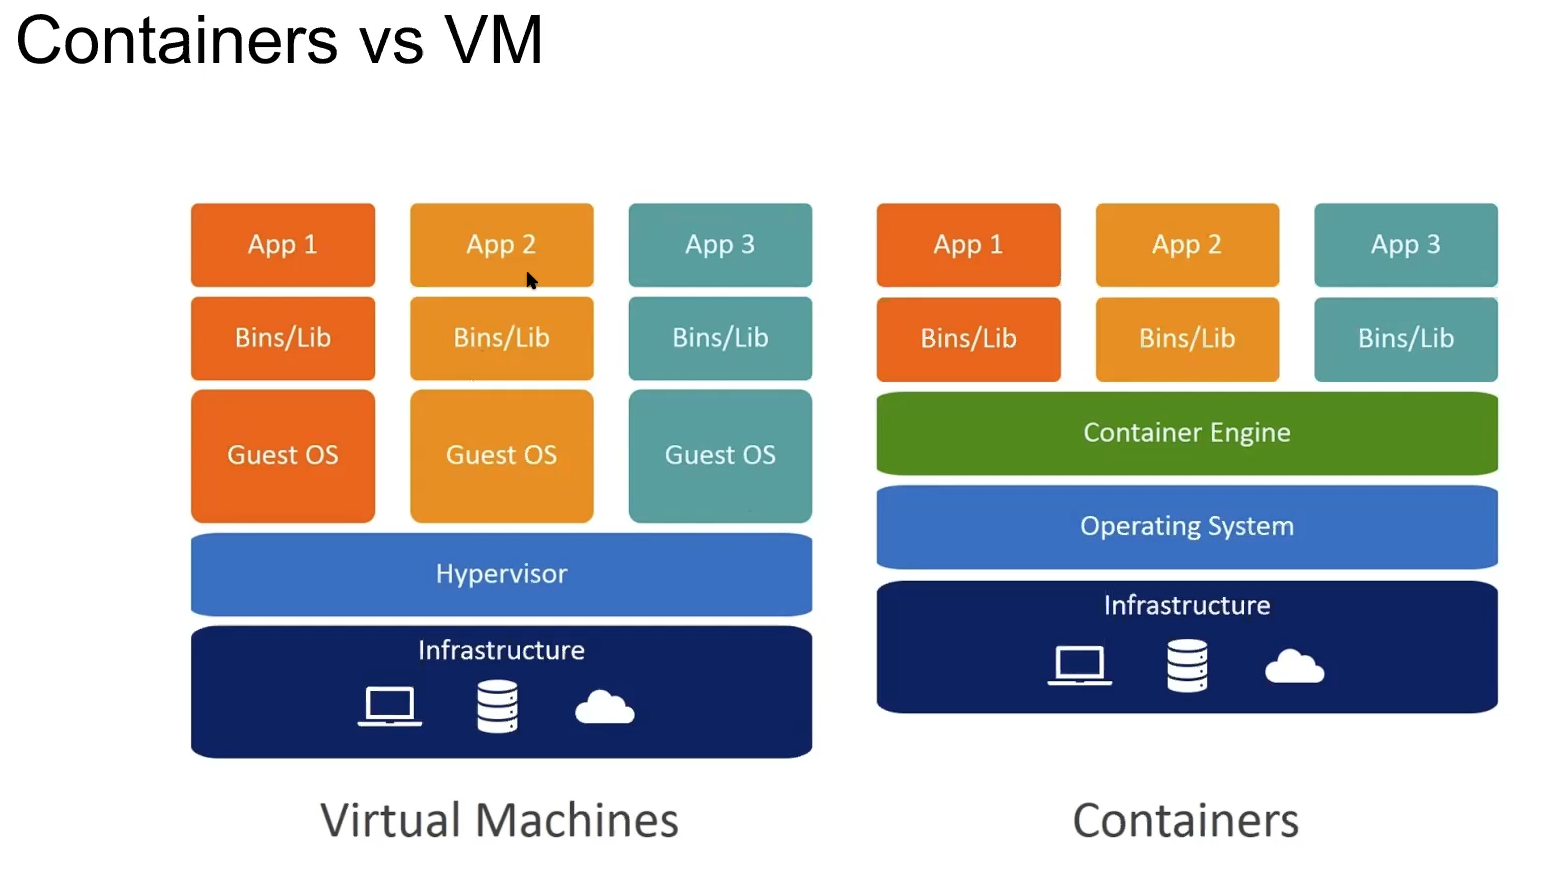 Containers vs VM
App 1
App 2
App 3
Bins/Lib
Bins/Lib
Bins/Lib
Guest OS
Guest OS
Guest OS
Hypervisor
Infrastructure
Virtual Machines
App 1
App 2
App 3
Bins/Lib
Bins/Lib
Bins/Lib
Container Engine
Operating System
Infrastructure
Containers